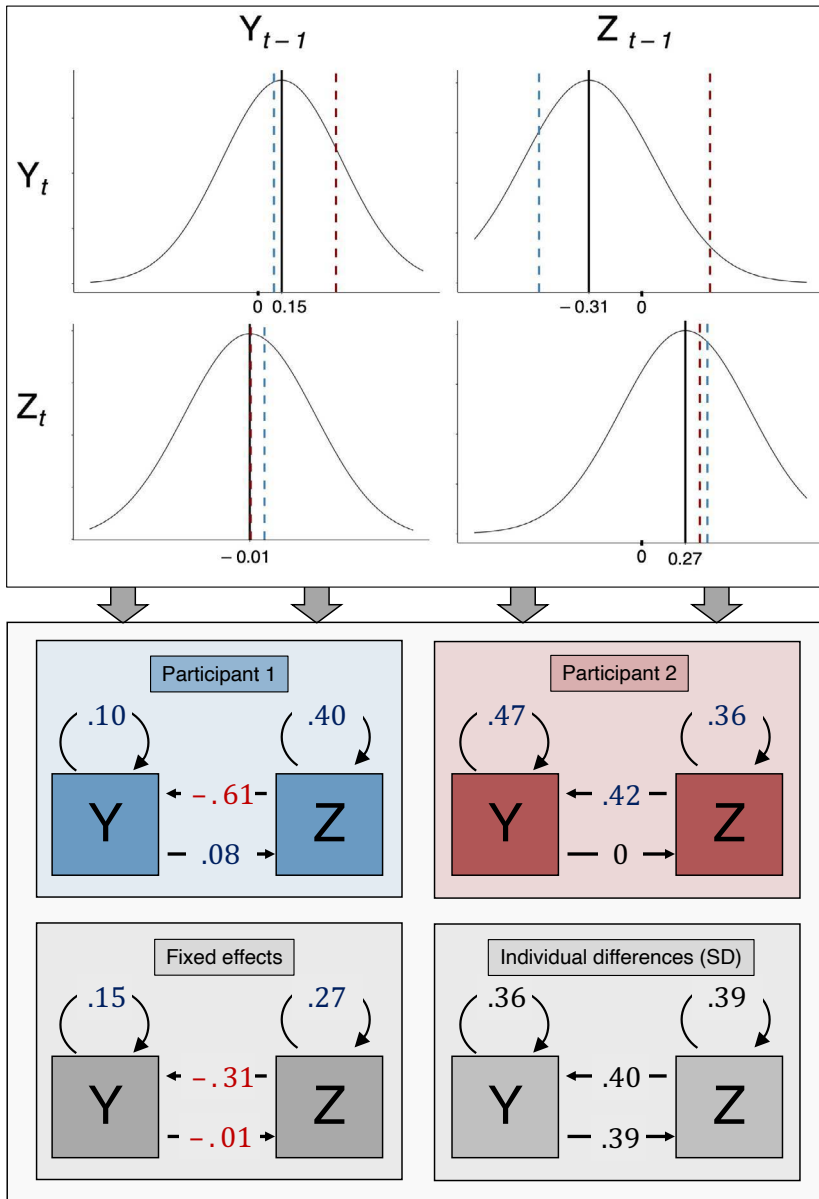 Y t − 1 Z t − 1
Y t
0 0.15
− 0.31 0
Z t
− 0.01
0 0.27
Participant 1
.10 .40
Y −.61 Z
.08
Participant 2
.47 .36
Y .42 Z
0
Fixed effects
.15 .27
Y −.31 Z
−.01
Individual differences (SD)
.36 .39
Y .40 Z
.39